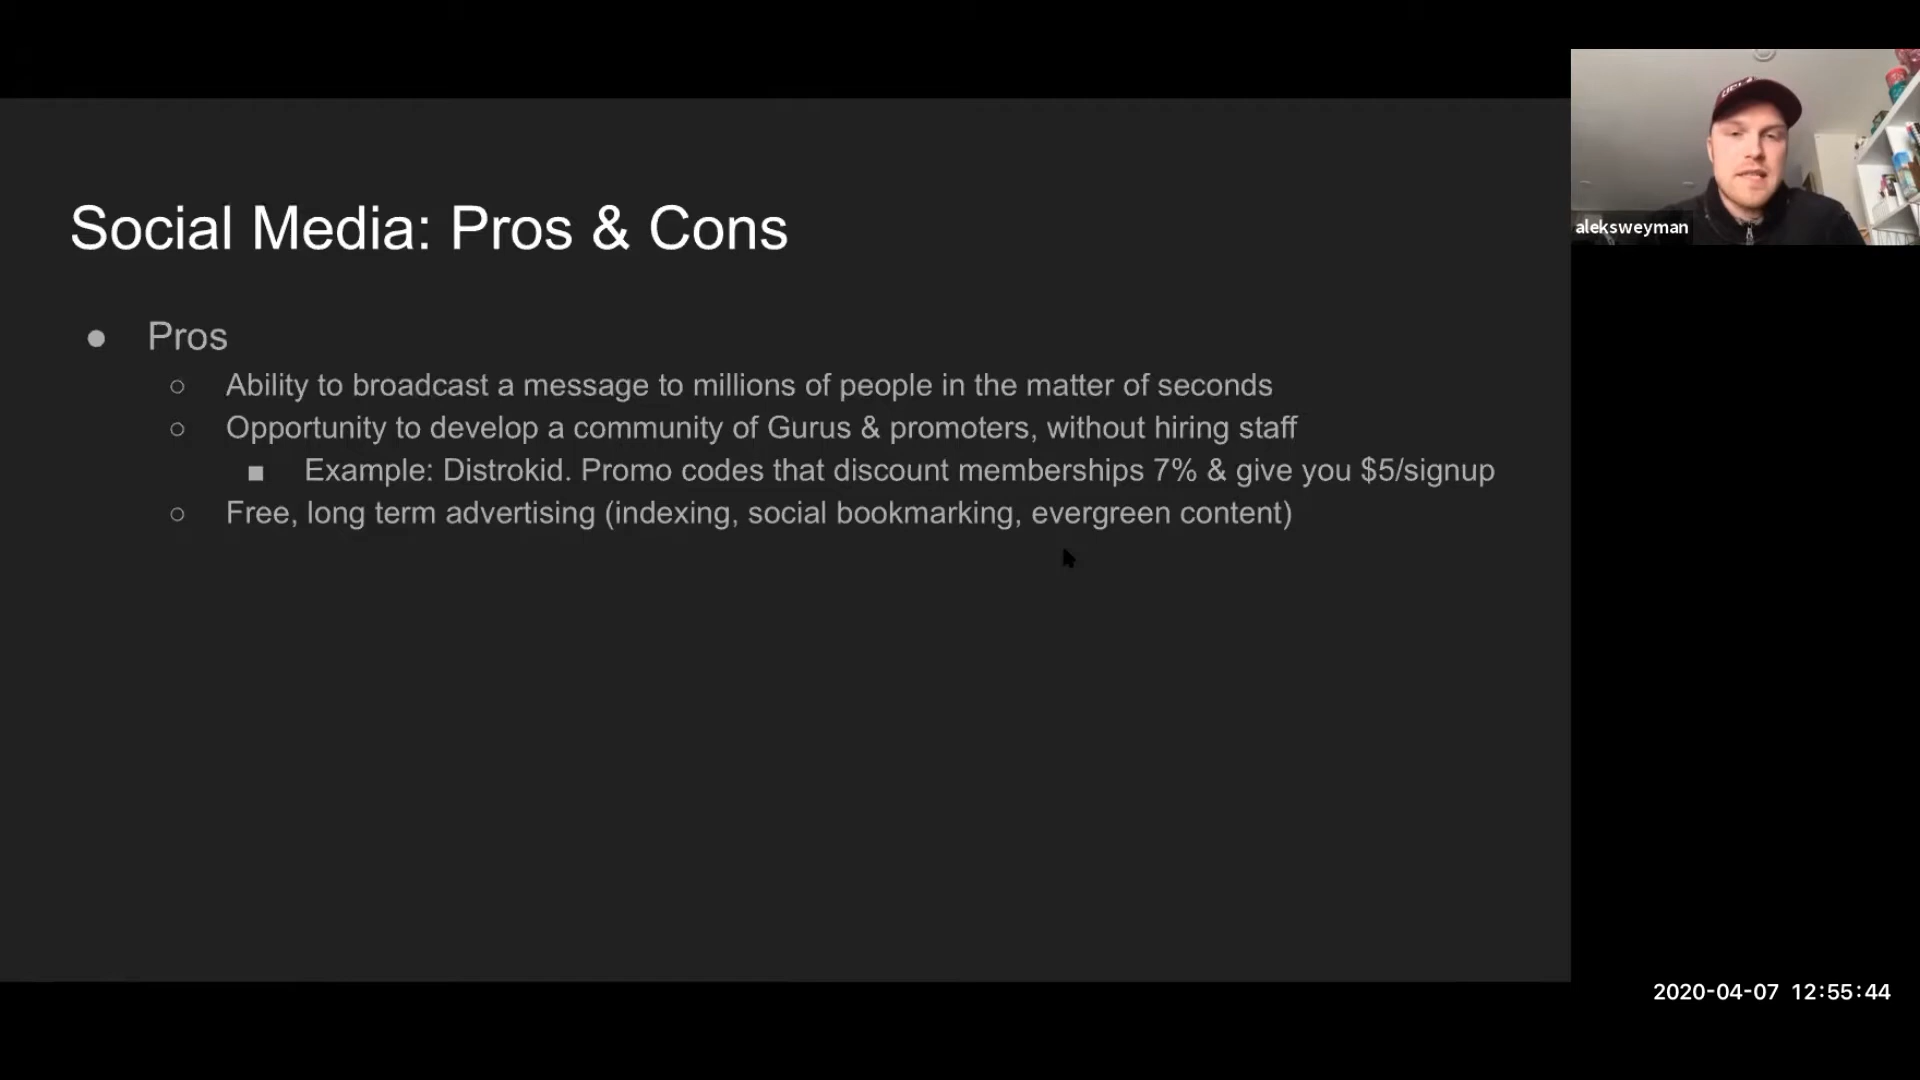 Social Media: Pros & Cons
● Pros
○ Ability to broadcast a message to millions of people in the matter of seconds
○ Opportunity to develop a community of Gurus & promoters, without hiring staff
■ Example: Distrokid. Promo codes that discount memberships 7% & give you $5/signup
○ Free, long term advertising (indexing, social bookmarking, evergreen content)
aleksweyman
2020-04-07 12:55:44